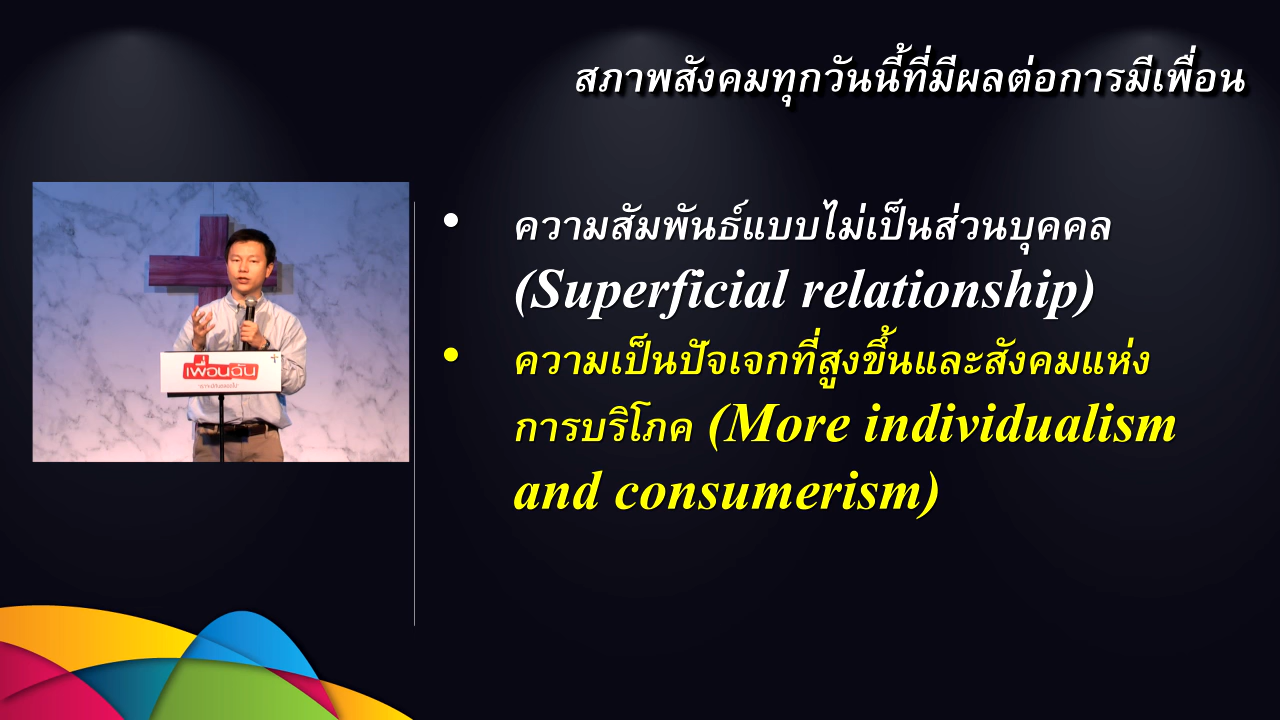 สภาพสังคมทุกวันนี้ที่มีผลต่อการมีเพื่อน
• ความสัมพันธ์แบบไม่เป็นส่วนบุคคล
(Superficial relationship)
• ความเป็นปัจเจกที่สูงขึ้นและสังคมแห่ง
การบริโภค (More individualism
and consumerism)
เพื่อนฉัน